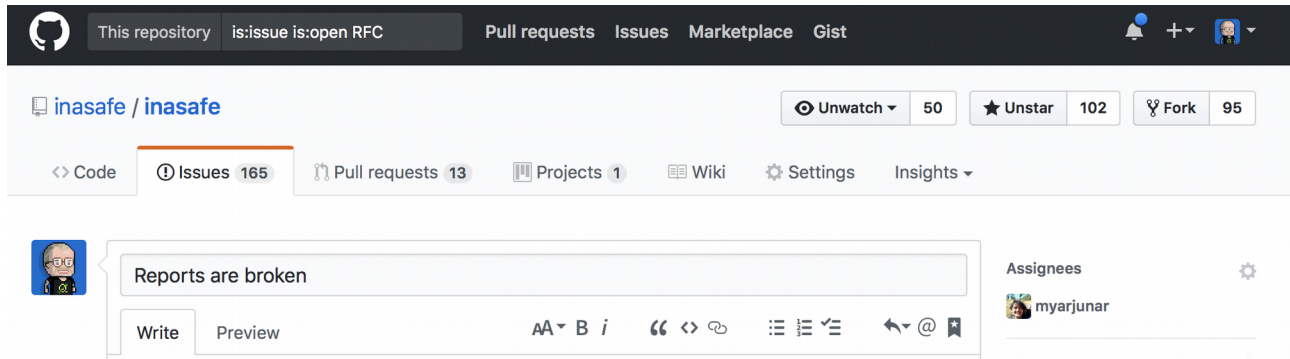 This repository is:issue is:open RFC Pull requests Issues Marketplace Gist
inasafe / inasafe Unwatch 50 Unstar 102 Fork 95
Code Issues 165 Pull requests 13 Projects 1 Wiki Settings Insights
Reports are broken
Assignees
myarjunar
Write Preview AA B i “ <> @